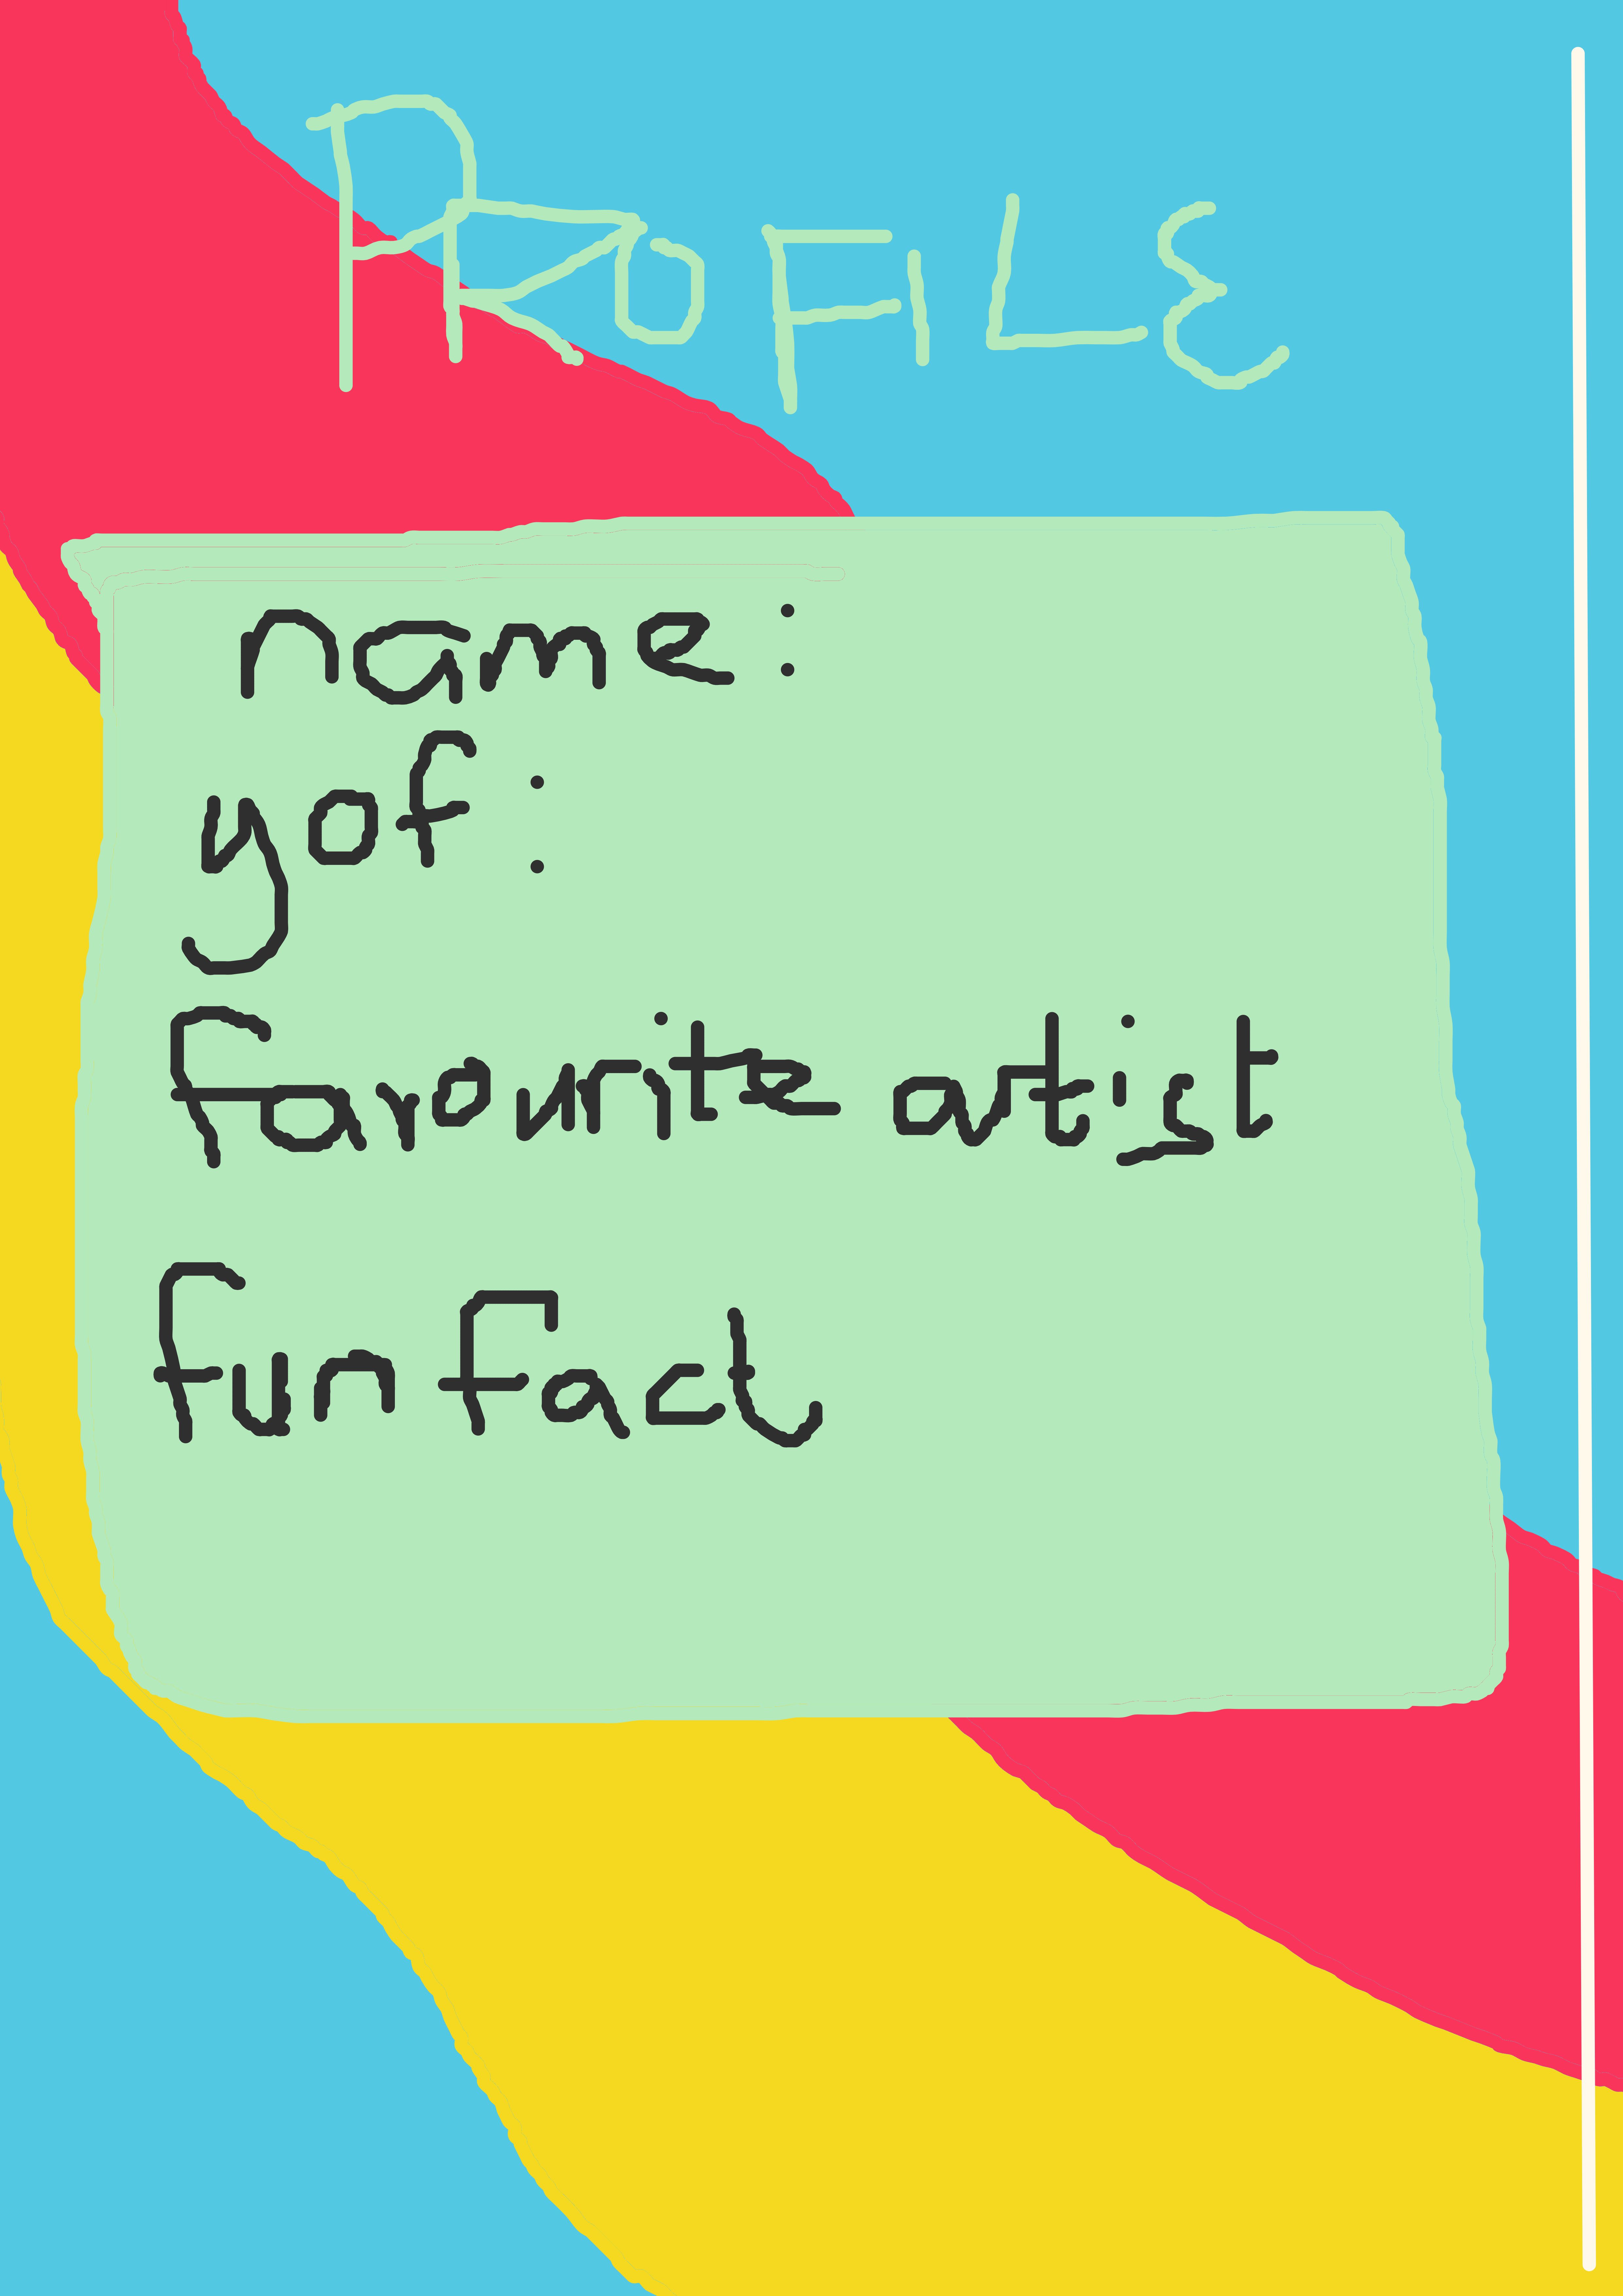 PROFILE
name :
yof :
favourite artist
fun fact